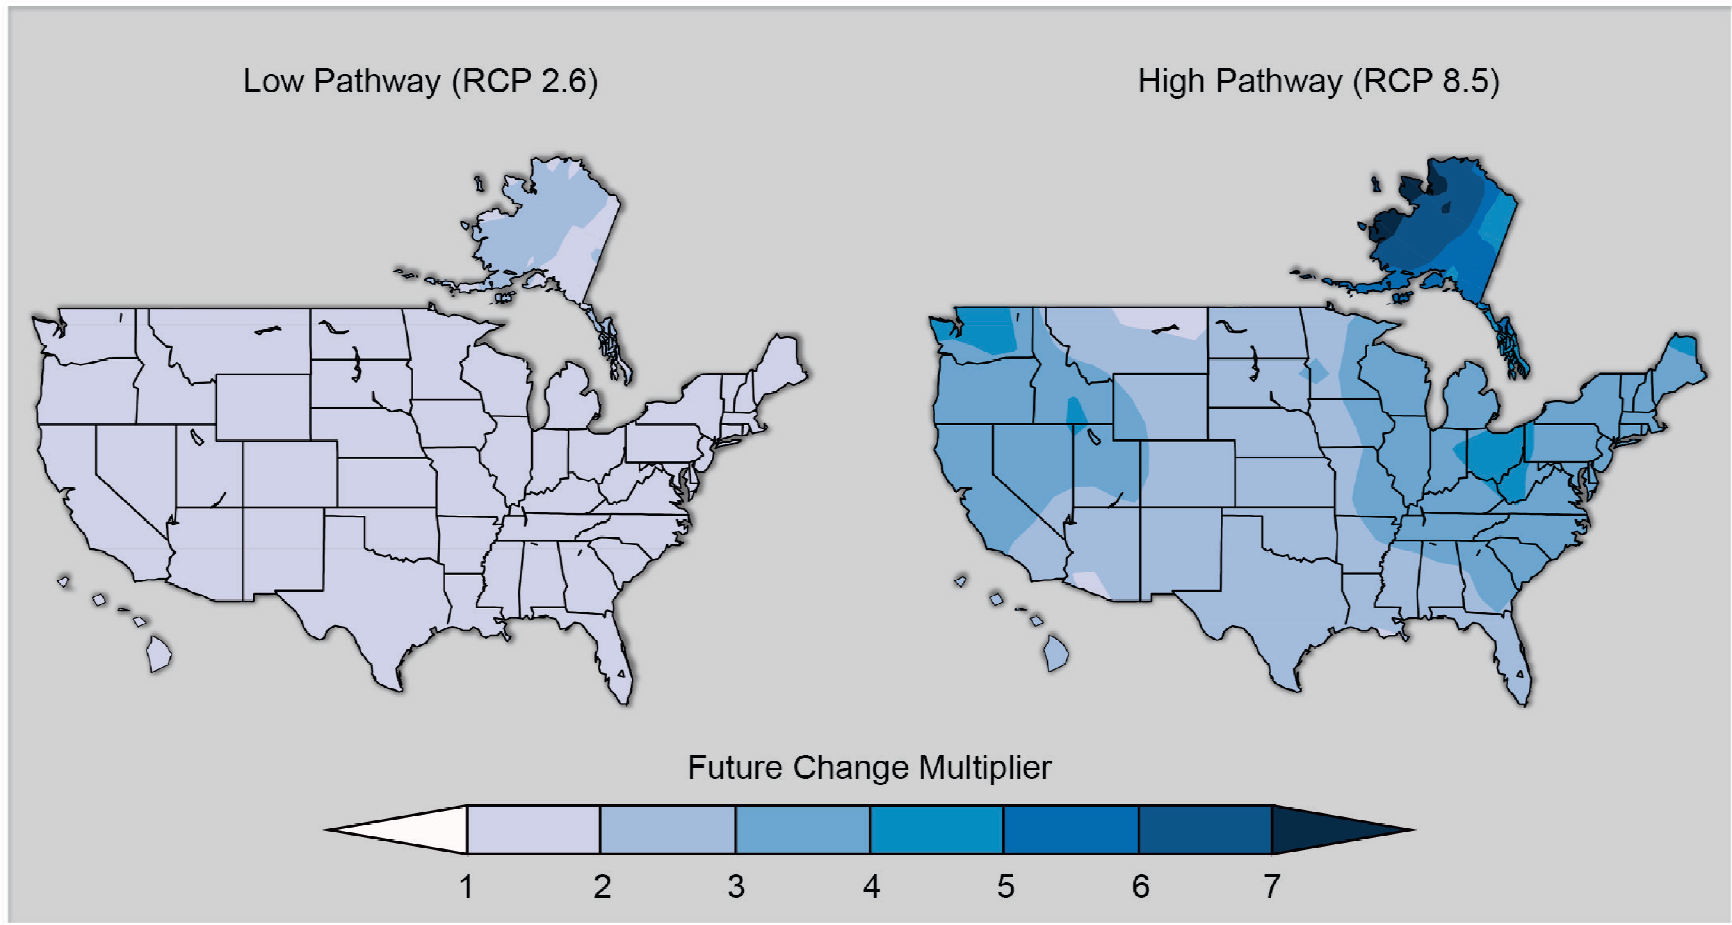 Low Pathway (RCP 2.6)
High Pathway (RCP 8.5)
Future Change Multiplier
1 2 3 4 5 6 7